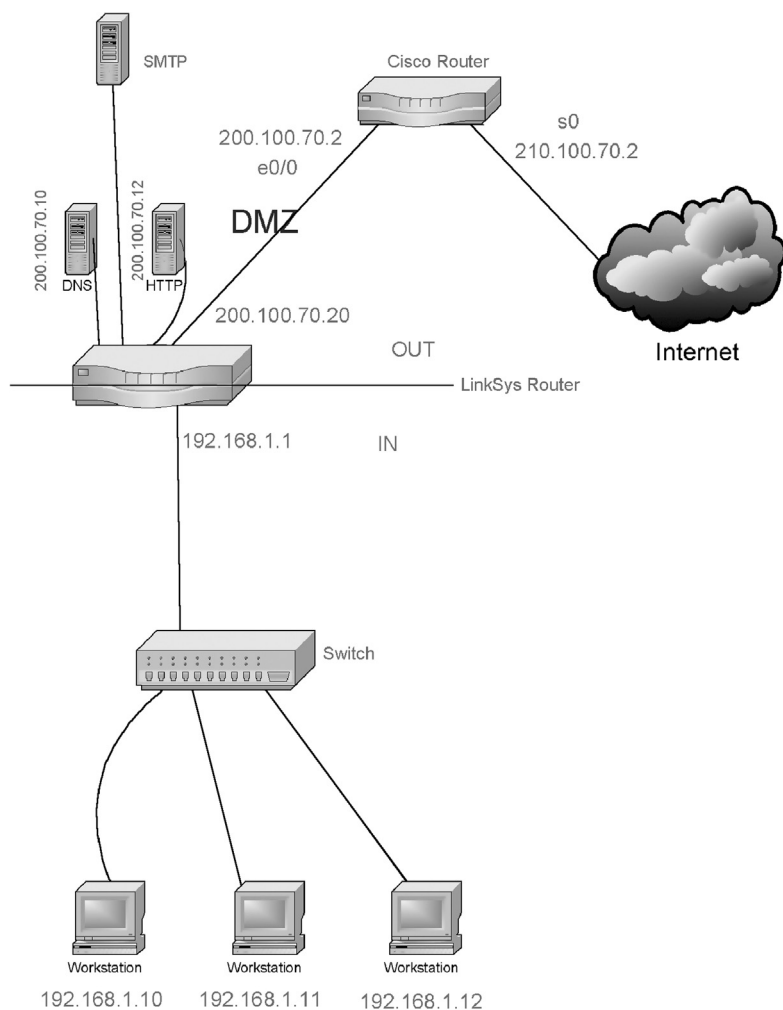 SMTP
Cisco Router
200.100.70.2
e0/0
s0
210.100.70.2
200.100.70.10
200.100.70.12
DMZ
DNS
HTTP
200.100.70.20
Internet
OUT
LinkSys Router
192.168.1.1
IN
Switch
Workstation
Workstation
Workstation
192.168.1.10
192.168.1.11
192.168.1.12